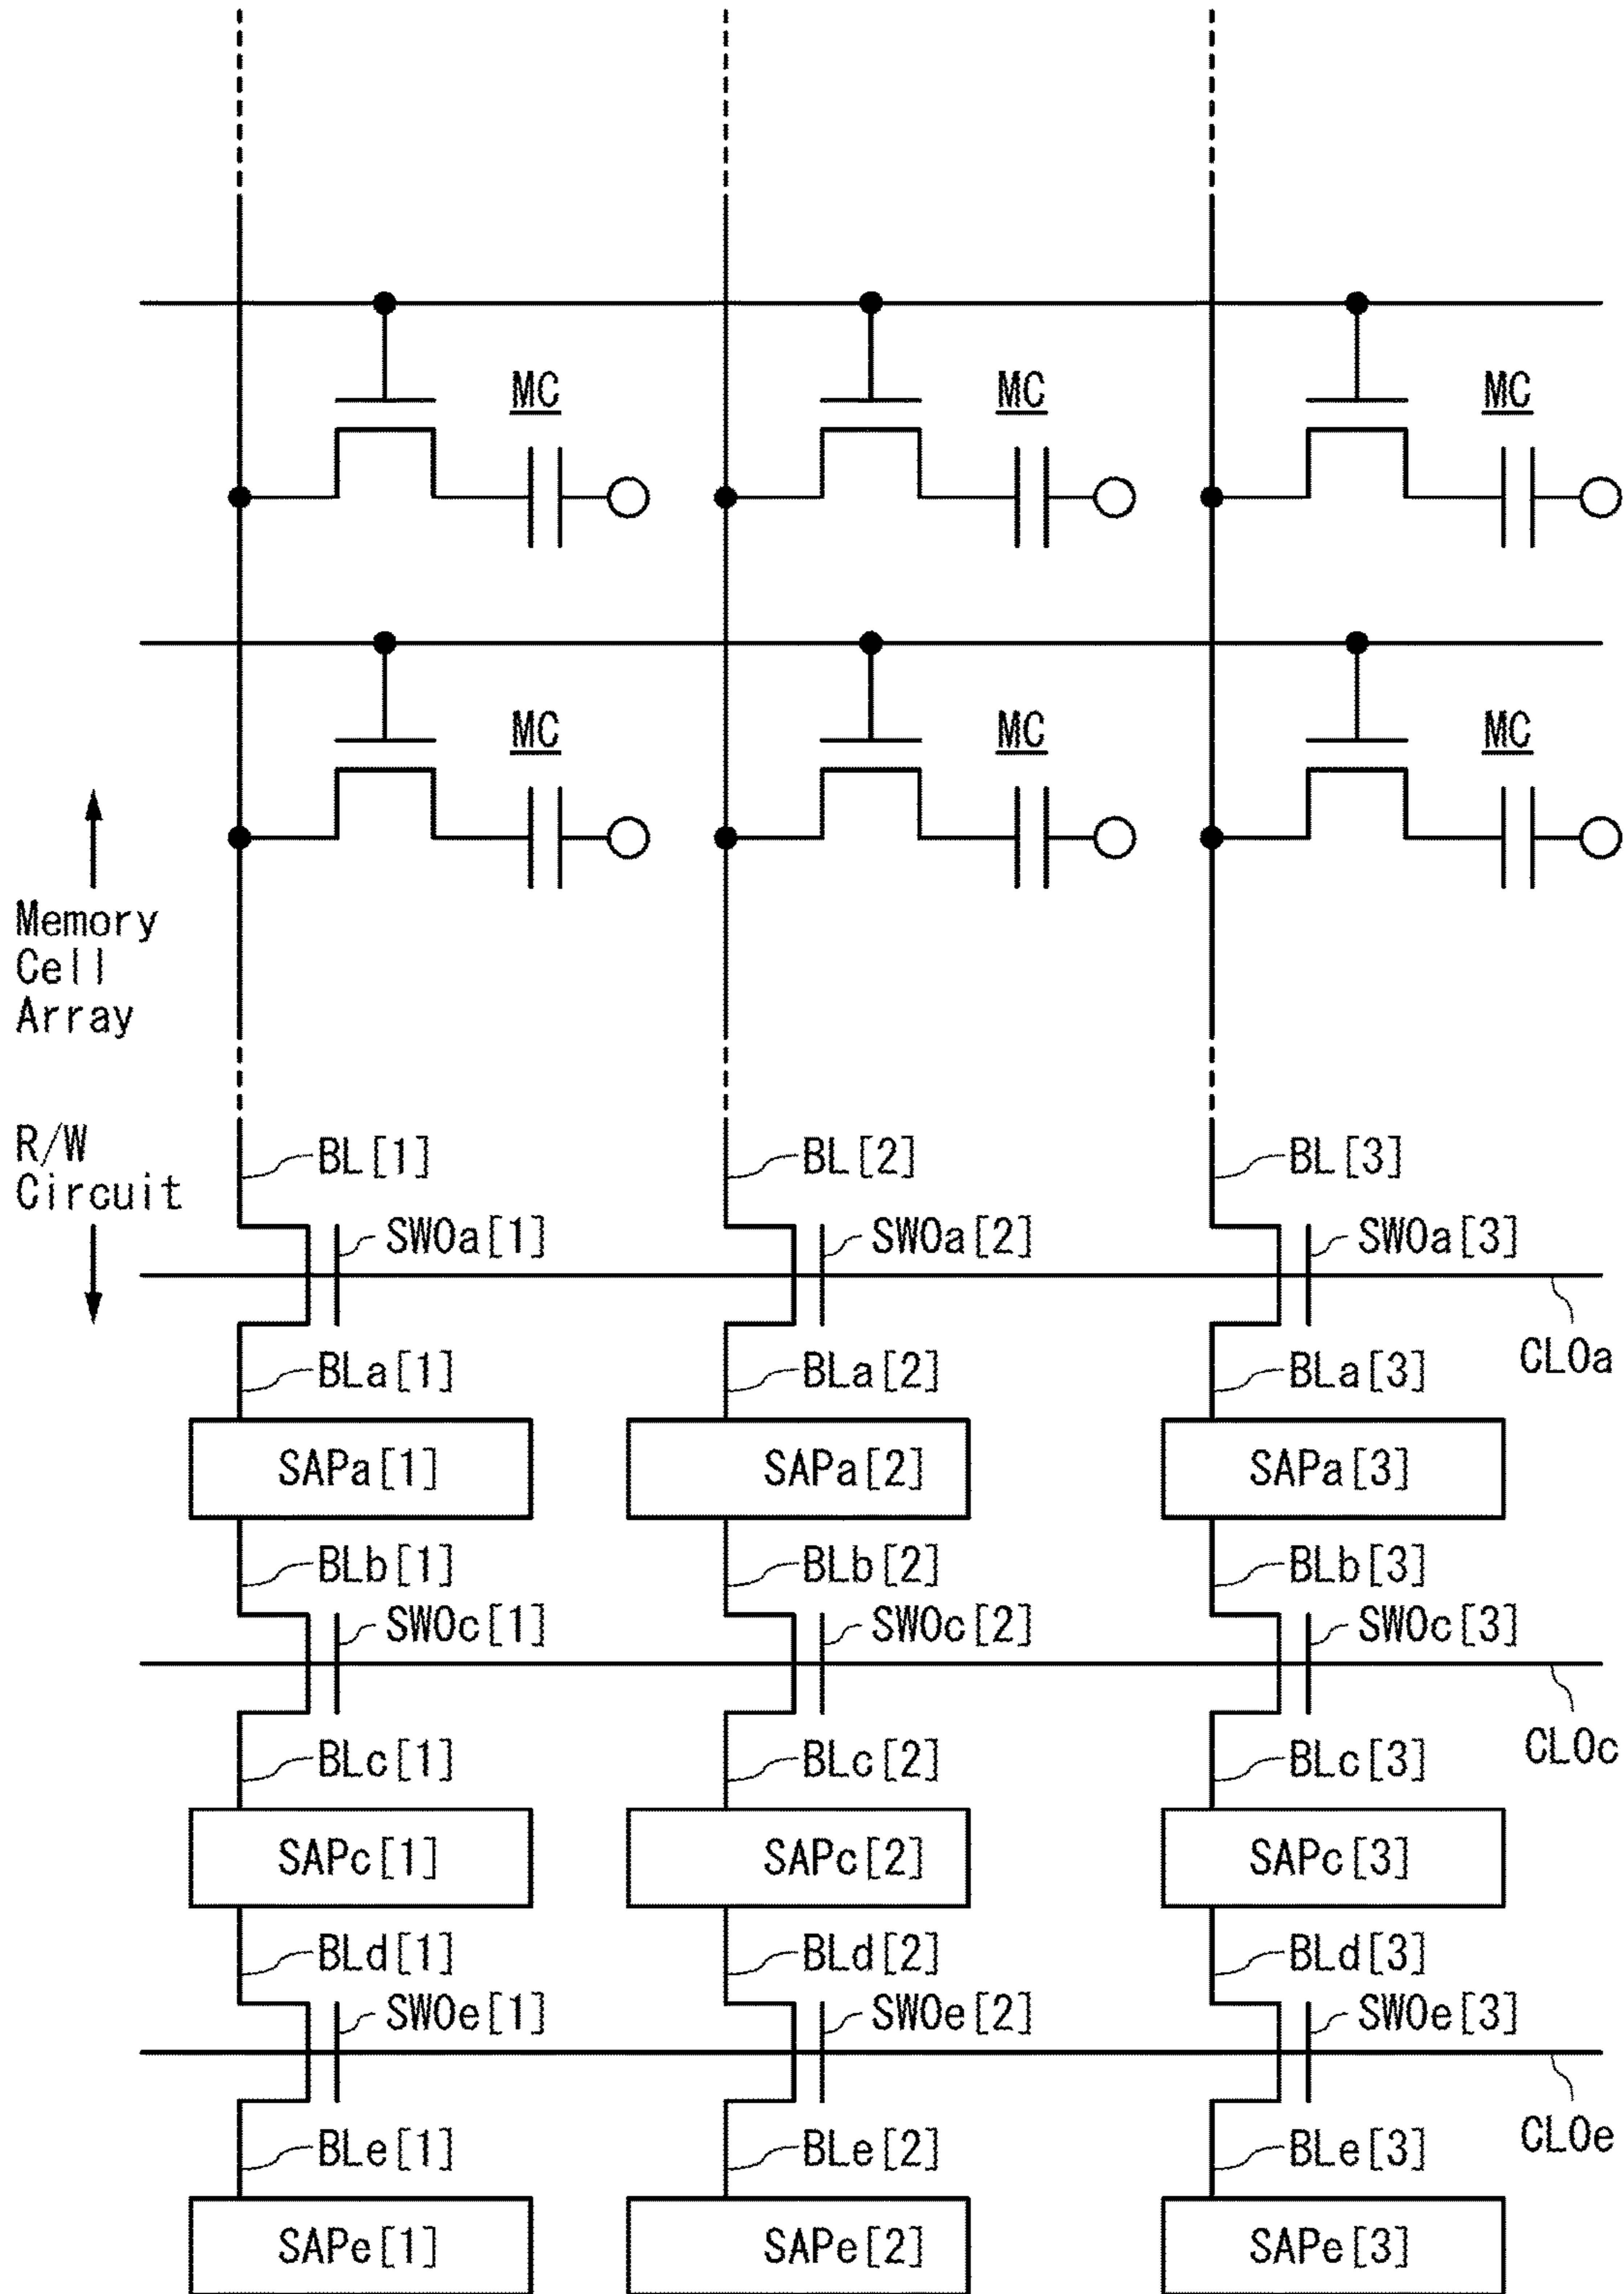 MC MC MC
MC MC MC
Memory
Cell
Array
R/W
Circuit
BL[1] BL[2] BL[3]
SW0a[1] SW0a[2] SW0a[3]
CL0a
BLa[1] BLa[2] BLa[3]
SAPa[1] SAPa[2] SAPa[3]
BLb[1] BLb[2] BLb[3]
SW0c[1] SW0c[2] SW0c[3]
CL0c
BLc[1] BLc[2] BLc[3]
SAPc[1] SAPc[2] SAPc[3]
BLd[1] BLd[2] BLd[3]
SW0e[1] SW0e[2] SW0e[3]
CL0e
BLe[1] BLe[2] BLe[3]
SAPe[1] SAPe[2] SAPe[3]